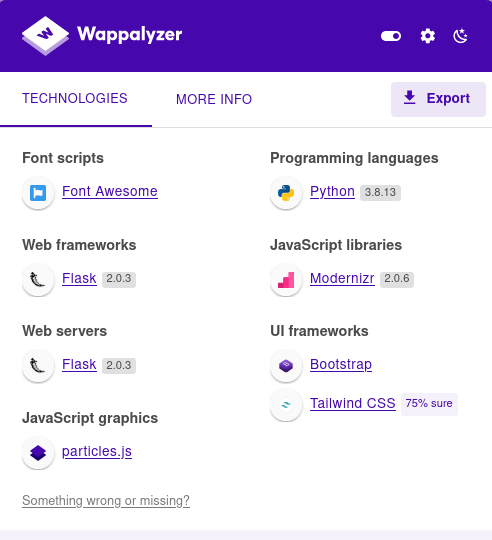 Wappalyzer
TECHNOLOGIES
MORE INFO
Export
Font scripts
Font Awesome
Web frameworks
Flask 2.0.3
Web servers
Flask 2.0.3
JavaScript graphics
particles.js
Programming languages
Python 3.8.13
JavaScript libraries
Modernizr 2.0.6
UI frameworks
Bootstrap
Tailwind CSS 75% sure
Something wrong or missing?